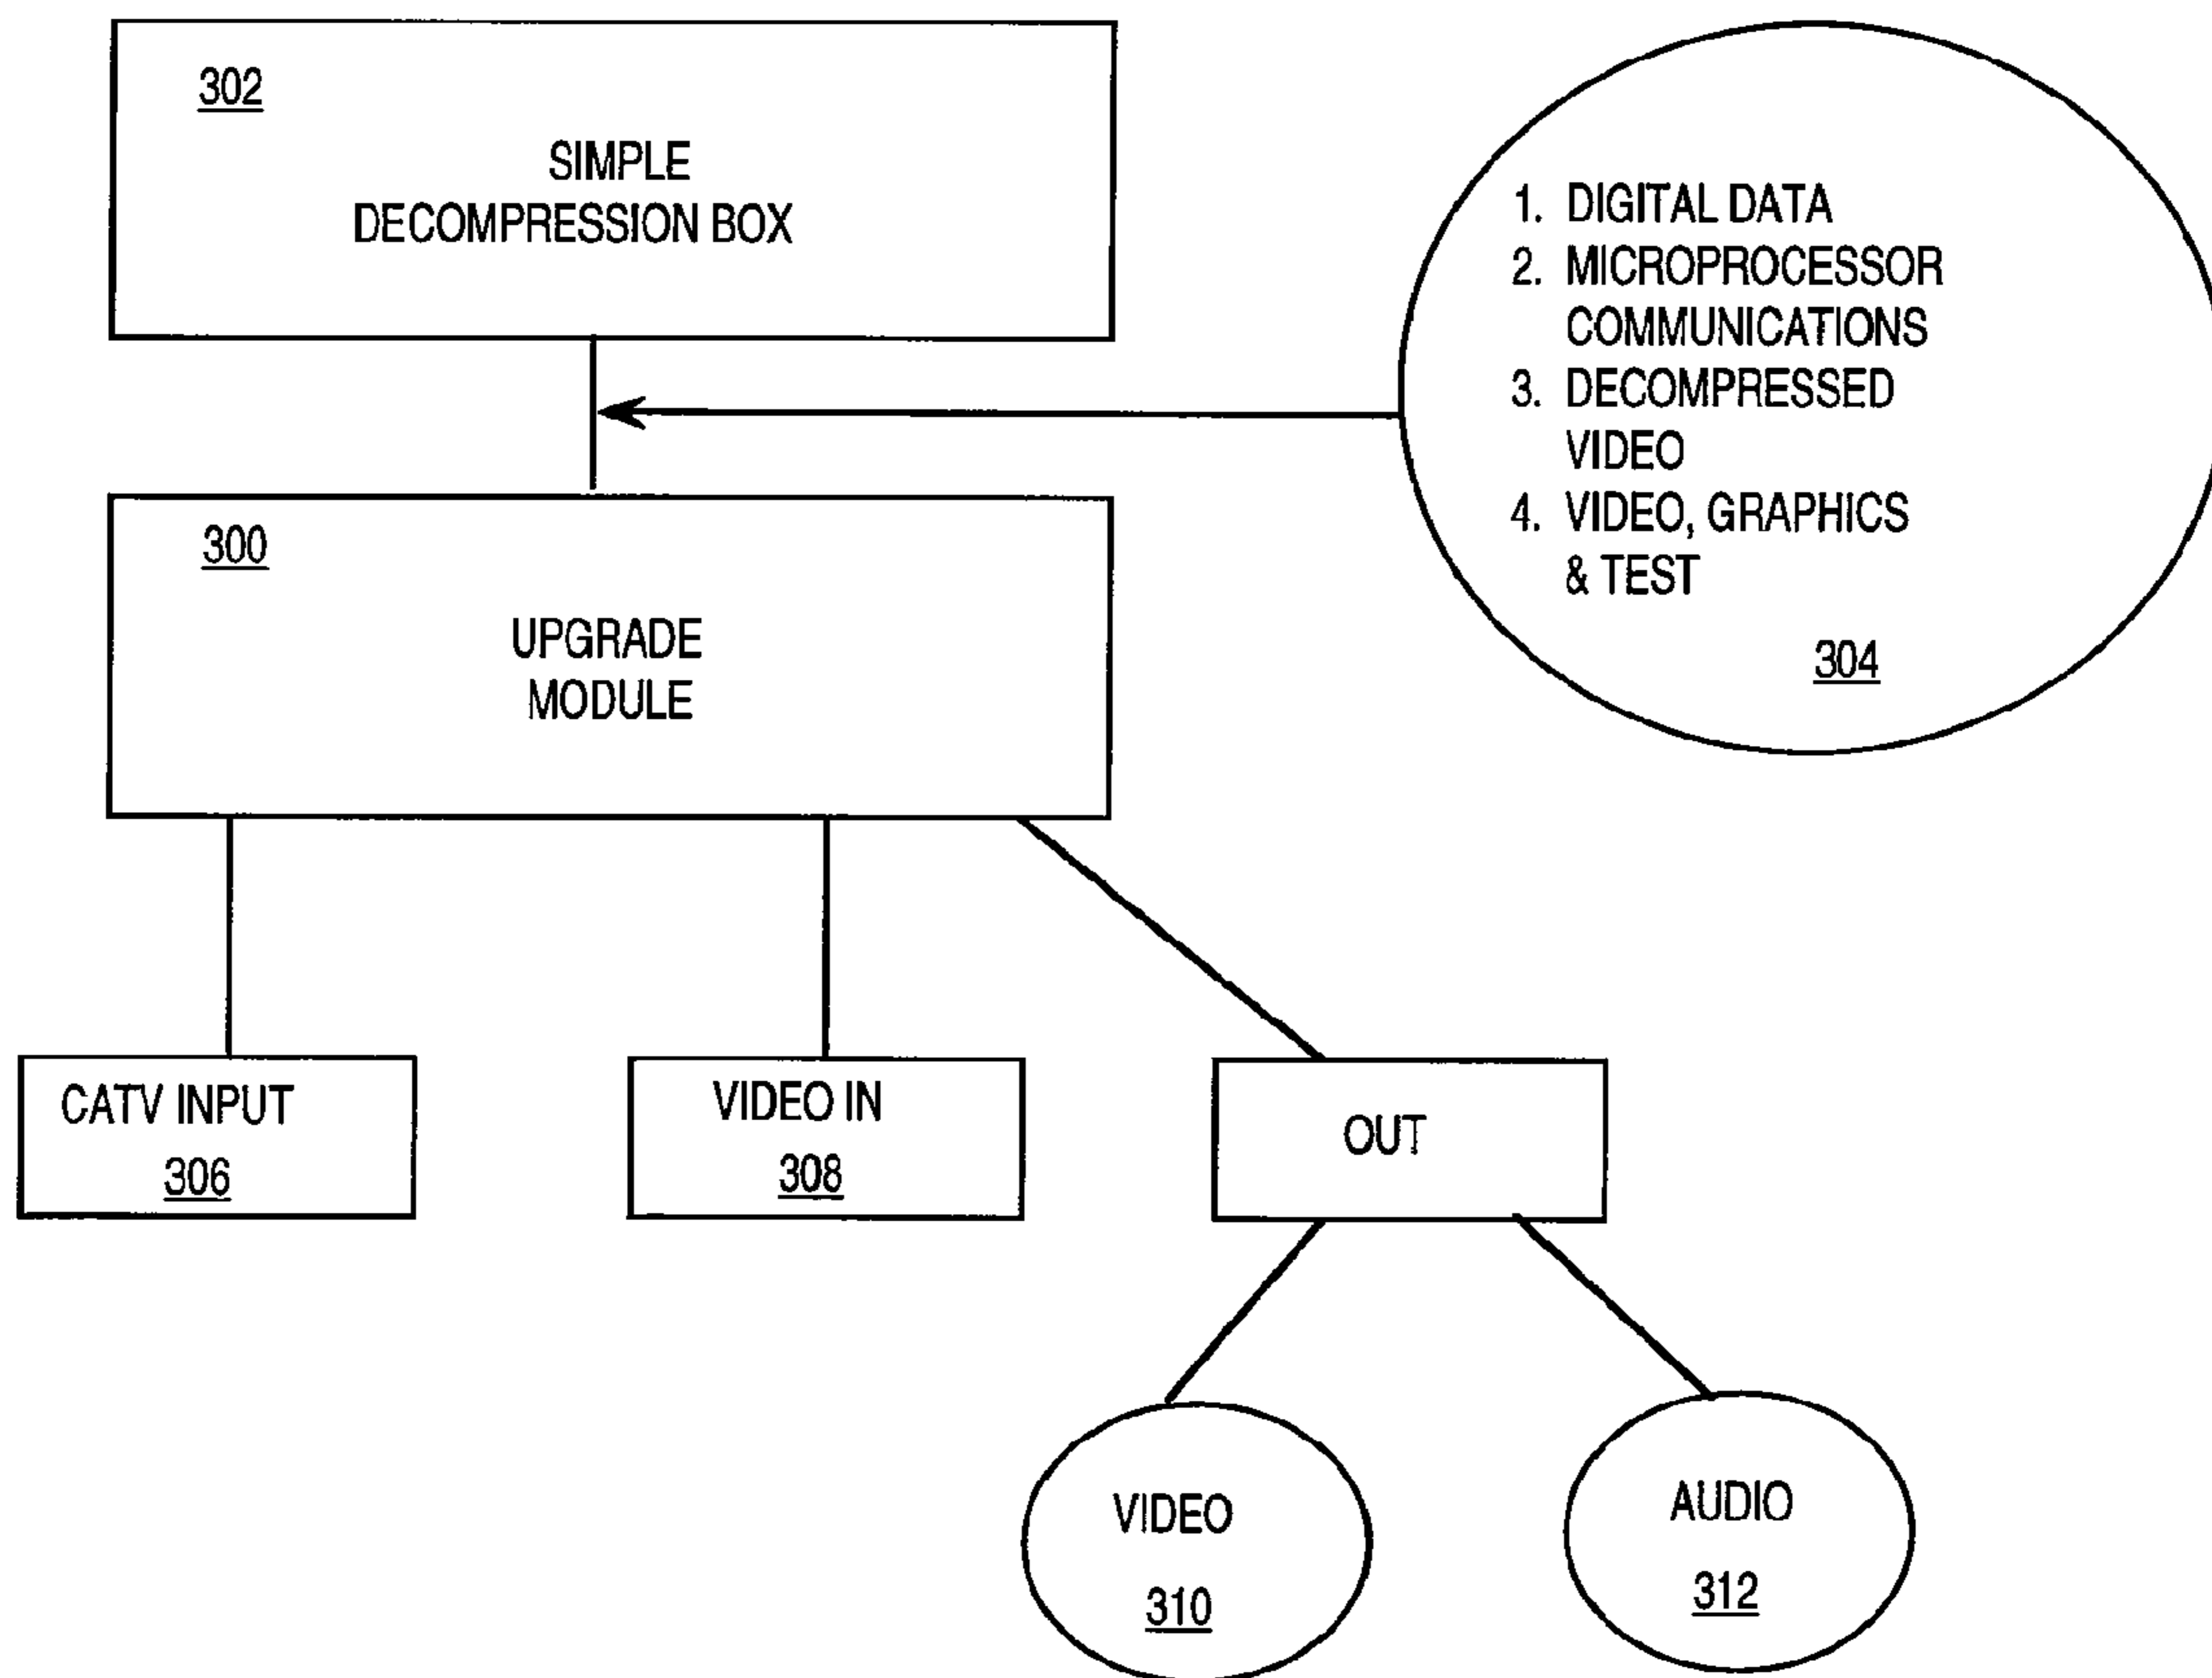 302
SIMPLE
DECOMPRESSION BOX
1. DIGITAL DATA
2. MICROPROCESSOR
COMMUNICATIONS
3. DECOMPRESSED
VIDEO
4. VIDEO, GRAPHICS
& TEST
304
300
UPGRADE
MODULE
CATV INPUT
306
VIDEO IN
308
OUT
VIDEO
310
AUDIO
312